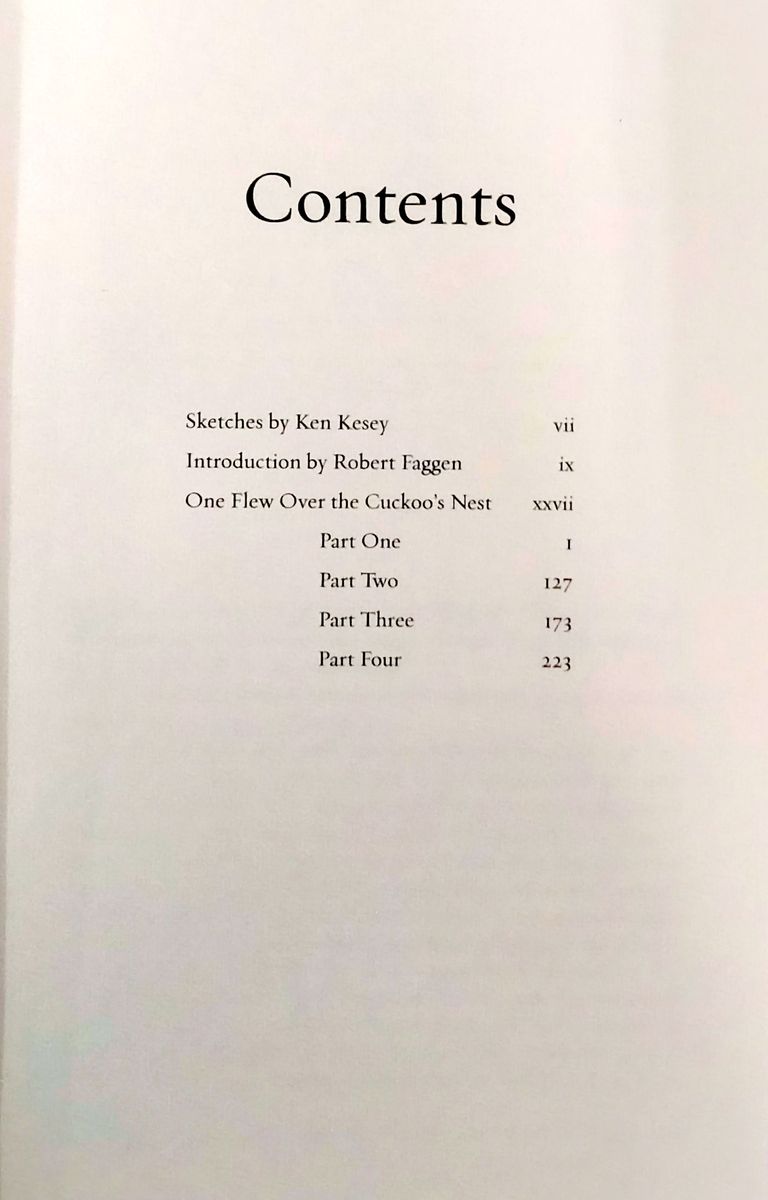 Contents
Sketches by Ken Kesey vii
Introduction by Robert Faggen ix
One Flew Over the Cuckoo's Nest xxvii
Part One 1
Part Two 127
Part Three 173
Part Four 223